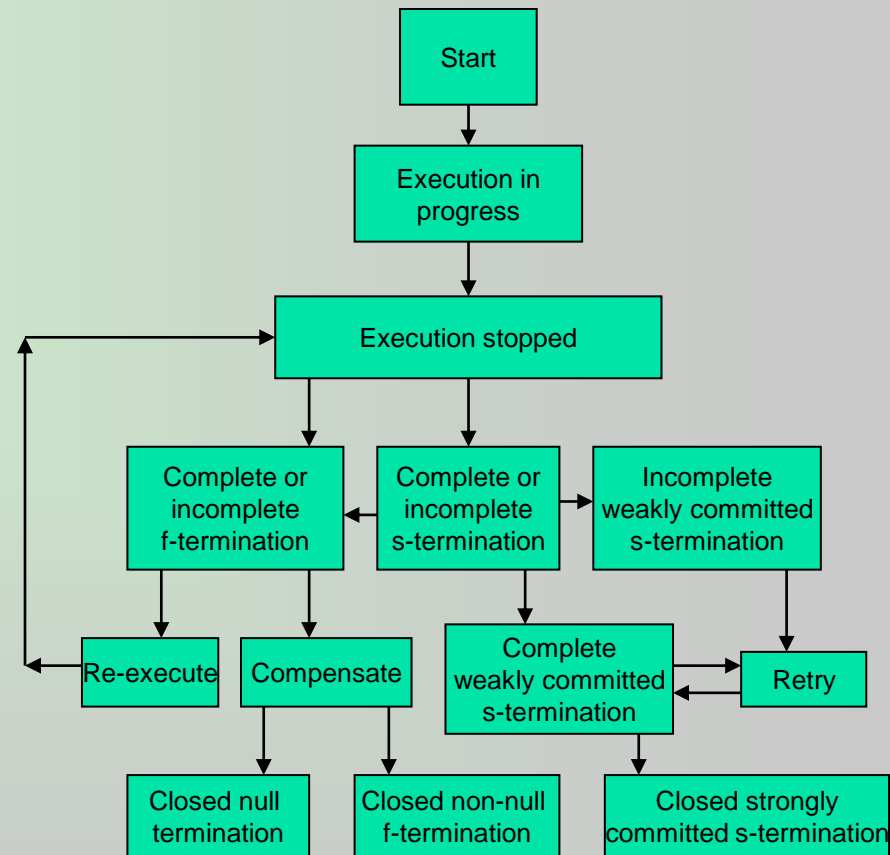 Start
Execution in
progress
Execution stopped
Complete or
incomplete
f-termination
Complete or
incomplete
s-termination
Incomplete
weakly committed
s-termination
Re-execute
Compensate
Complete
weakly committed
s-termination
Retry
Closed null
termination
Closed non-null
f-termination
Closed strongly
committed s-termination